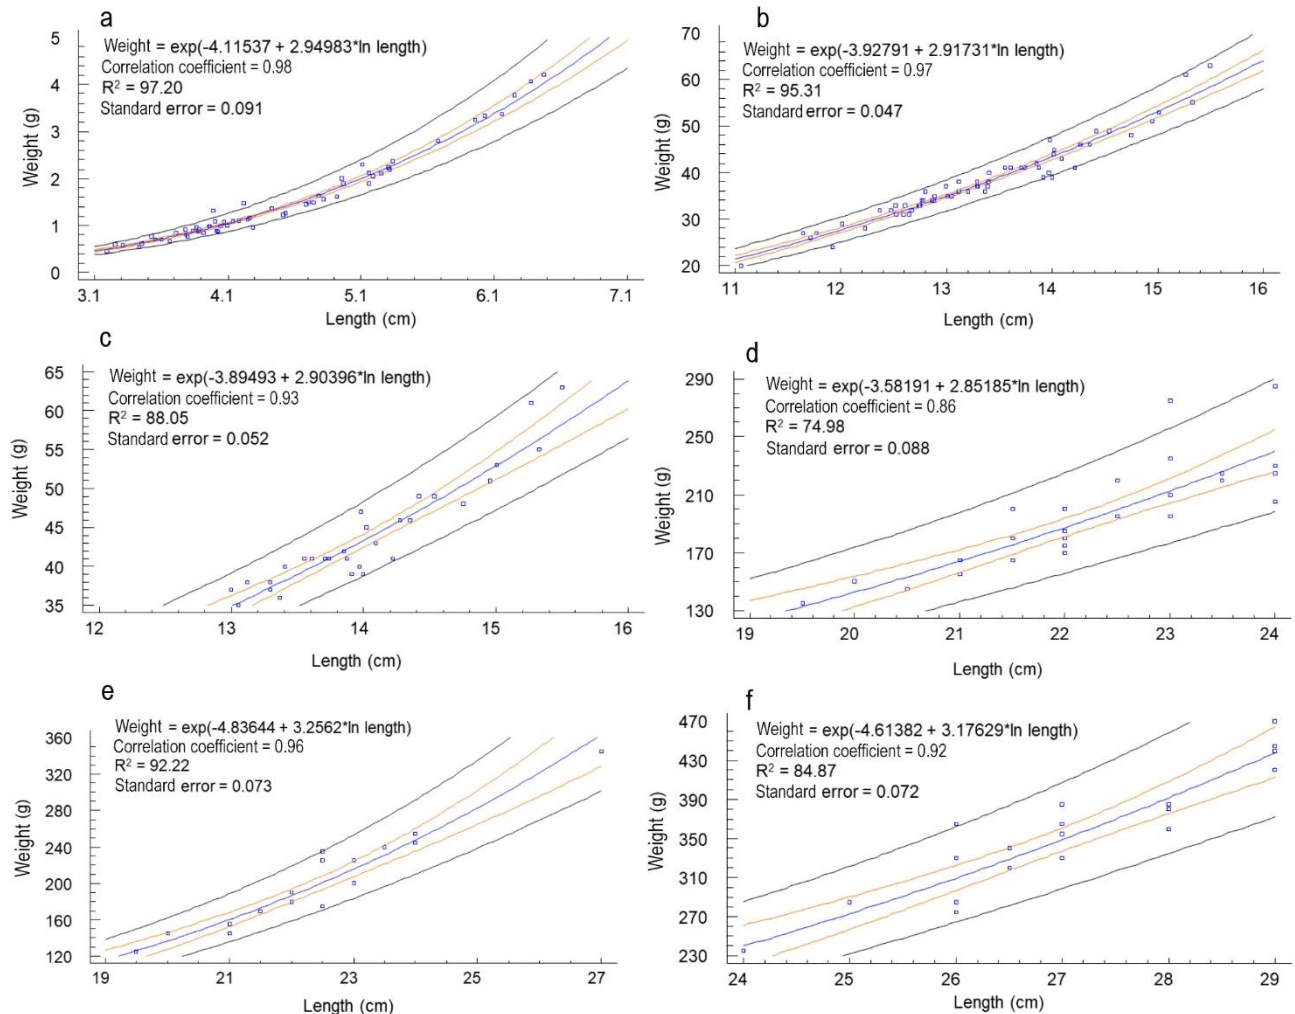 a
Weight = exp(-4.11537 + 2.94983*ln length)
Correlation coefficient = 0.98
R² = 97.20
Standard error = 0.091
Weight (g)
5
4
3
2
1
0
3.1 4.1 5.1 6.1 7.1
Length (cm)
b
Weight = exp(-3.92791 + 2.91731*ln length)
Correlation coefficient = 0.97
R² = 95.31
Standard error = 0.047
Weight (g)
70
60
50
40
30
20
11 12 13 14 15 16
Length (cm)
c
Weight = exp(-3.89493 + 2.90396*ln length)
Correlation coefficient = 0.93
R² = 88.05
Standard error = 0.052
Weight (g)
65
60
55
50
45
40
35
12 13 14 15 16
Length (cm)
d
Weight = exp(-3.58191 + 2.85185*ln length)
Correlation coefficient = 0.86
R² = 74.98
Standard error = 0.088
Weight (g)
290
250
210
170
130
19 20 21 22 23 24
Length (cm)
e
Weight = exp(-4.83644 + 3.2562*ln length)
Correlation coefficient = 0.96
R² = 92.22
Standard error = 0.073
Weight (g)
360
320
280
240
200
160
120
19 21 23 25 27
Length (cm)
f
Weight = exp(-4.61382 + 3.17629*ln length)
Correlation coefficient = 0.92
R² = 84.87
Standard error = 0.072
Weight (g)
470
430
390
350
310
270
230
24 25 26 27 28 29
Length (cm)